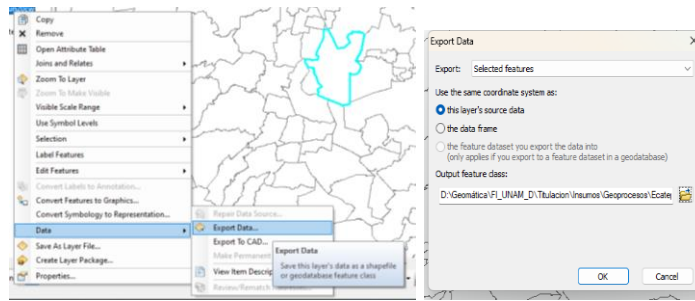 Copy
Remove
Open Attribute Table
Joins and Relates
Zoom To Layer
Zoom To Make Visible
Visible Scale Range
Use Symbol Levels
Selection
Label Features
Edit Features
Convert Labels to Annotation...
Convert Features to Graphics...
Convert Symbology to Representation...
Data
Save As Layer File...
Create Layer Package...
Properties...
Repair Data Source...
Export Data...
Export To CAD...
Make Permanent
View Item Descrip
Review/Rematch
Export Data
Save this layer's data as a shapefile
or geodatabase feature class
Export Data
Export: Selected features
Use the same coordinate system as:
this layer's source data
the data frame
the feature dataset you export the data into
(only applies if you export to a feature dataset in a geodatabase)
Output feature class:
D:\Geomática\FI_UNAM_D\Titulacion\Insumos\Geoprocesos\Ecatep
OK Cancel